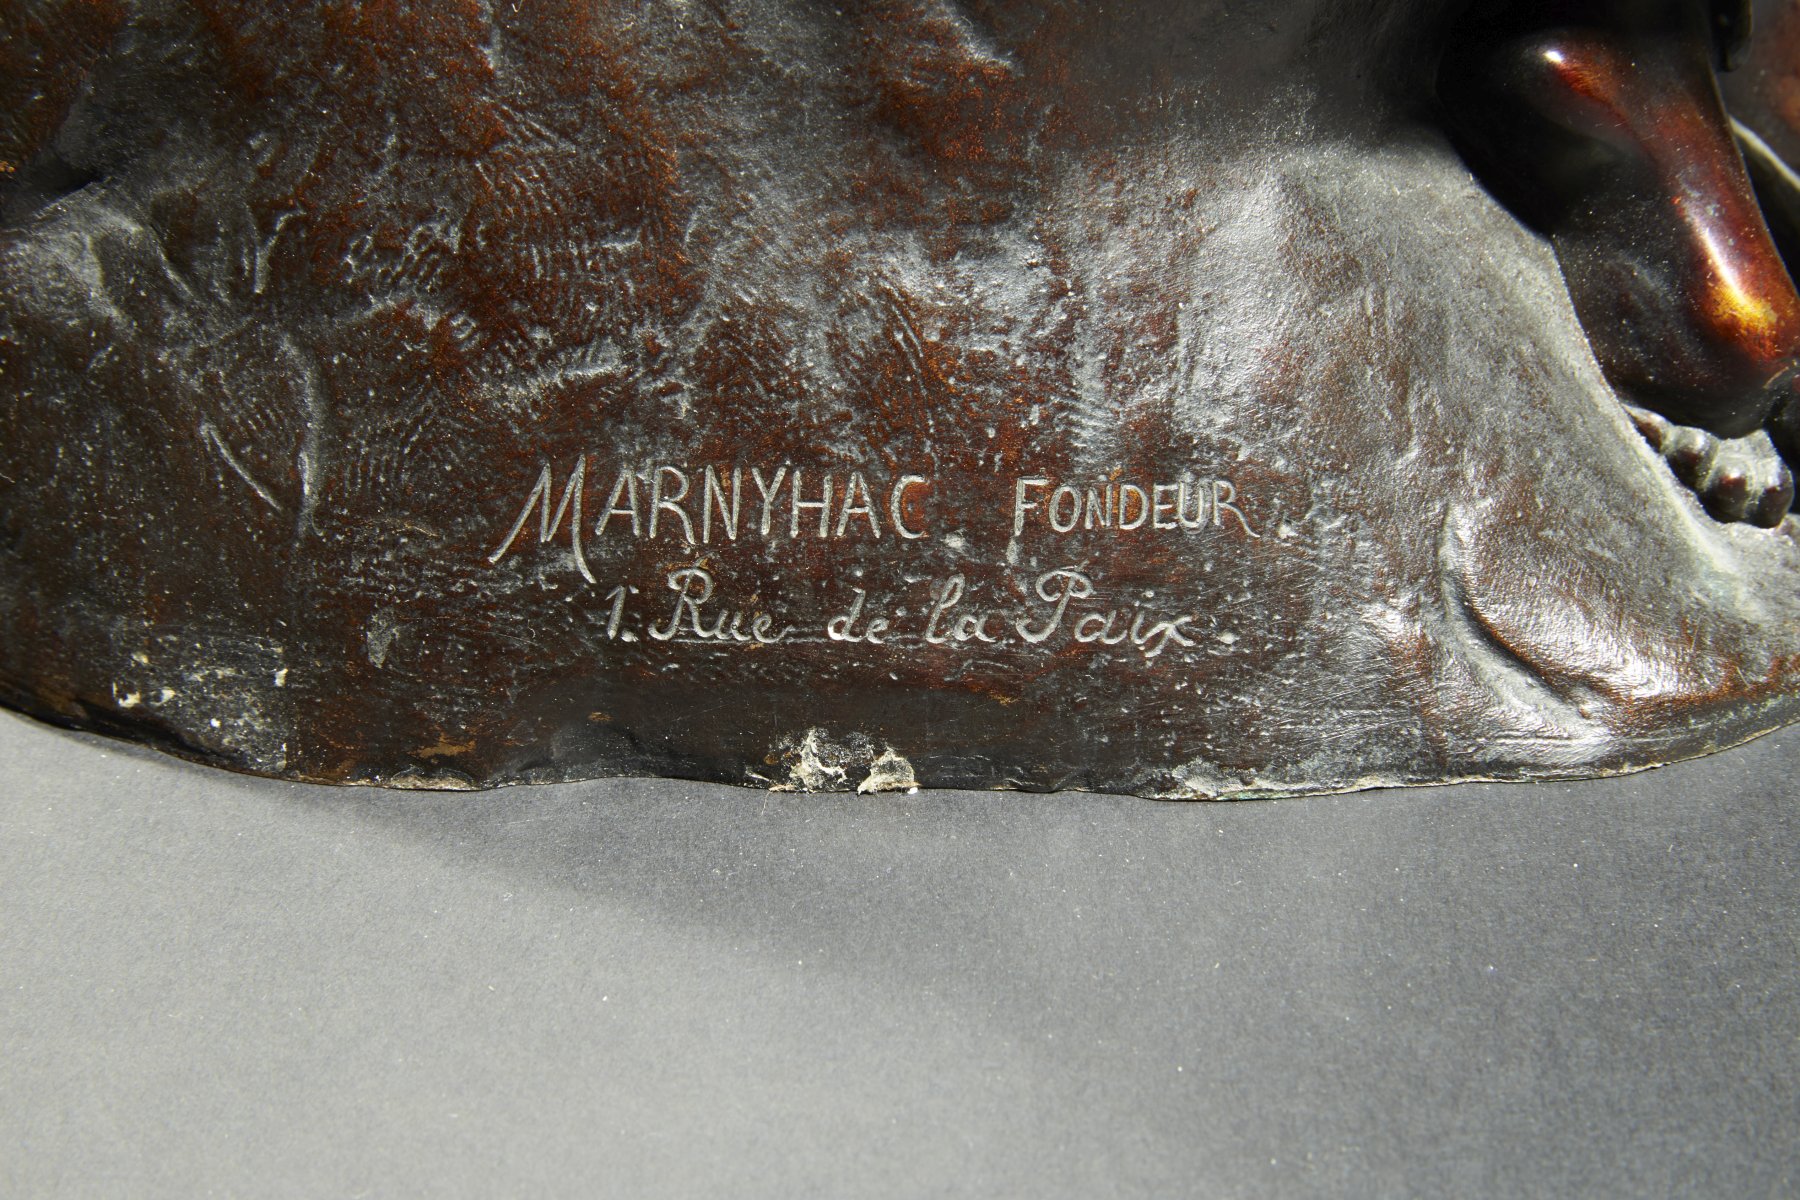 MARNYHAC FONDEUR
1. Rue de la Paix.